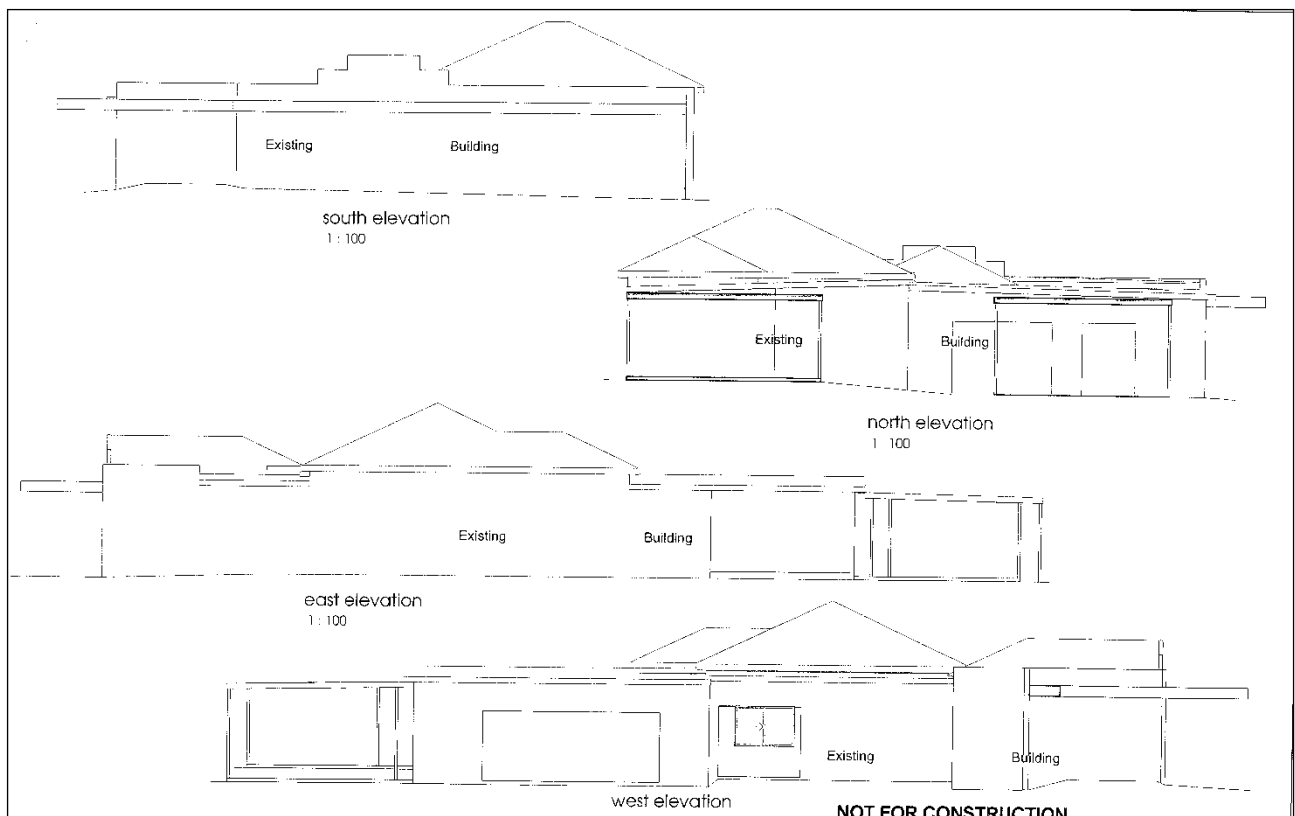 Existing Building
south elevation
1 : 100
Existing Building
north elevation
1 100
Existing Building
east elevation
1 : 100
Existing Building
west elevation
NOT FOR CONSTRUCTION